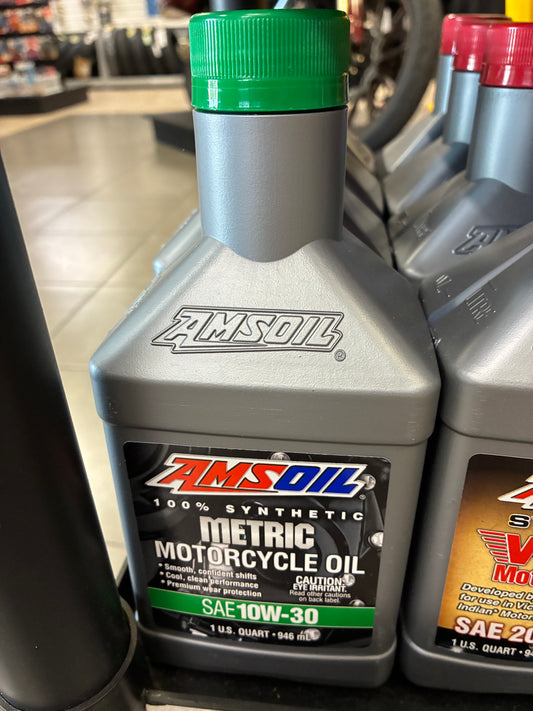 AMSOIL
®
AMSOIL
100% SYNTHETIC
METRIC
MOTORCYCLE OIL
• Smooth, confident shifts
• Cool, clean performance
• Premium wear protection
CAUTION:
EYE IRRITANT.
Read other cautions
on back label.
SAE 10W-30
1 U.S. QUART • 946 mL
Developed
for use in
Indian® Motor
SAE 20
1 U.S. QUART •